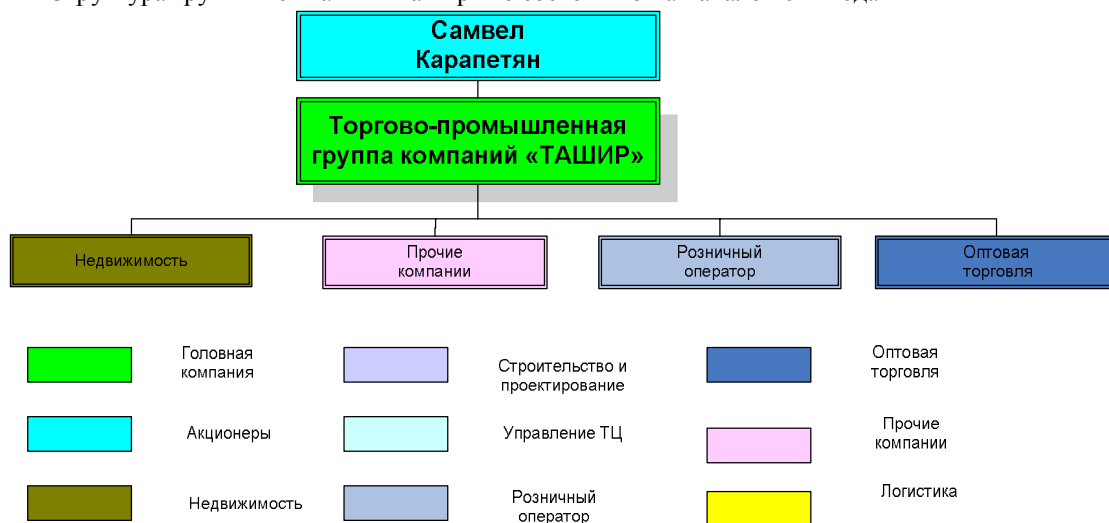 Самвел
Карапетян
Торгово-промышленная
группа компаний «ТАШИР»
Недвижимость
Прочие
компании
Розничный
оператор
Оптовая
торговля
Головная
компания
Строительство и
проектирование
Оптовая
торговля
Акционеры
Управление ТЦ
Прочие
компании
Недвижимость
Розничный
оператор
Логистика